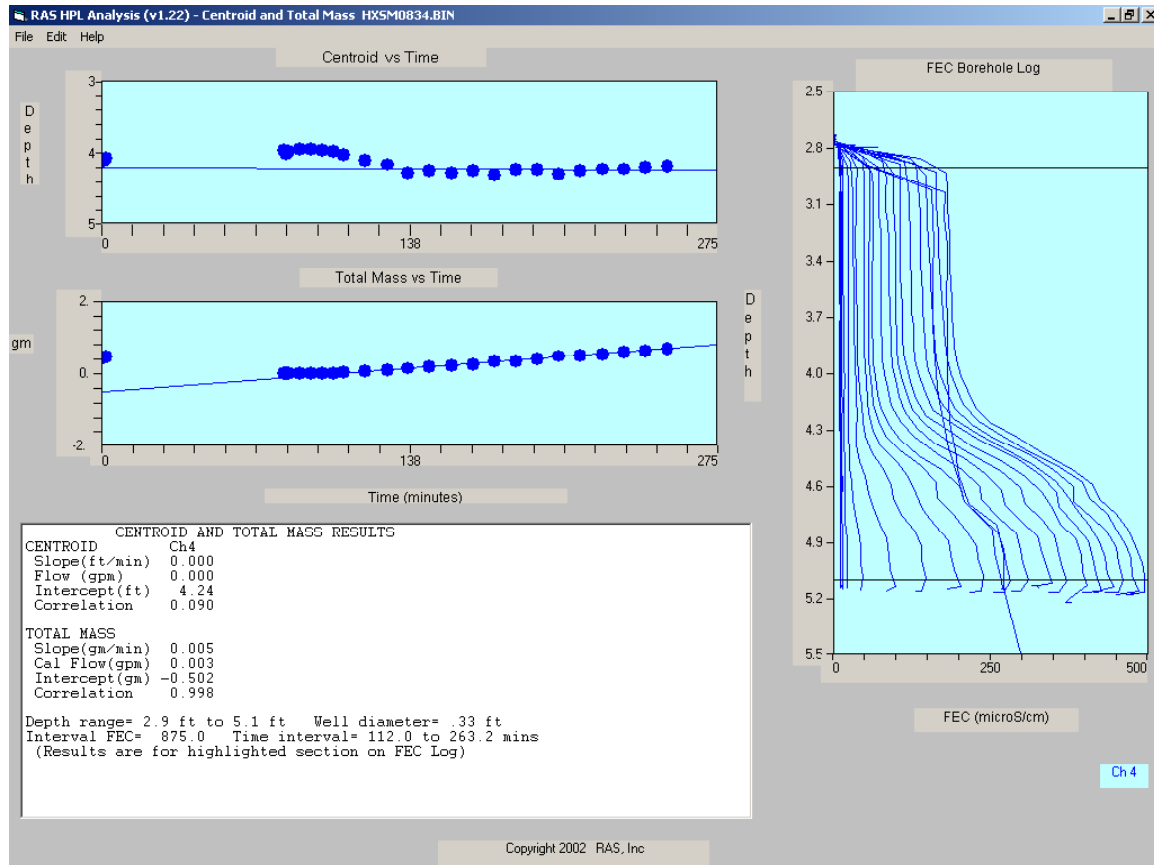 RAS HPL Analysis (v1.22) - Centroid and Total Mass HXSM0834.BIN
File Edit Help
Centroid vs Time
Depth
3
4
5
0 138 275
Total Mass vs Time
gm
2.
0.
-2.
0 138 275
Time (minutes)
CENTROID AND TOTAL MASS RESULTS
CENTROID Ch4
Slope(ft/min) 0.000
Flow (gpm) 0.000
Intercept(ft) 4.24
Correlation 0.090
TOTAL MASS
Slope(gm/min) 0.005
Cal Flow(gpm) 0.003
Intercept(gm) -0.502
Correlation 0.998
Depth range= 2.9 ft to 5.1 ft Well diameter= .33 ft
Interval FEC= 875.0 Time interval= 112.0 to 263.2 mins
(Results are for highlighted section on FEC Log)
FEC Borehole Log
Depth
2.5
2.8
3.1
3.4
3.7
4.0
4.3
4.6
4.9
5.2
5.5
0 250 500
FEC (microS/cm)
Ch 4
Copyright 2002 RAS, Inc